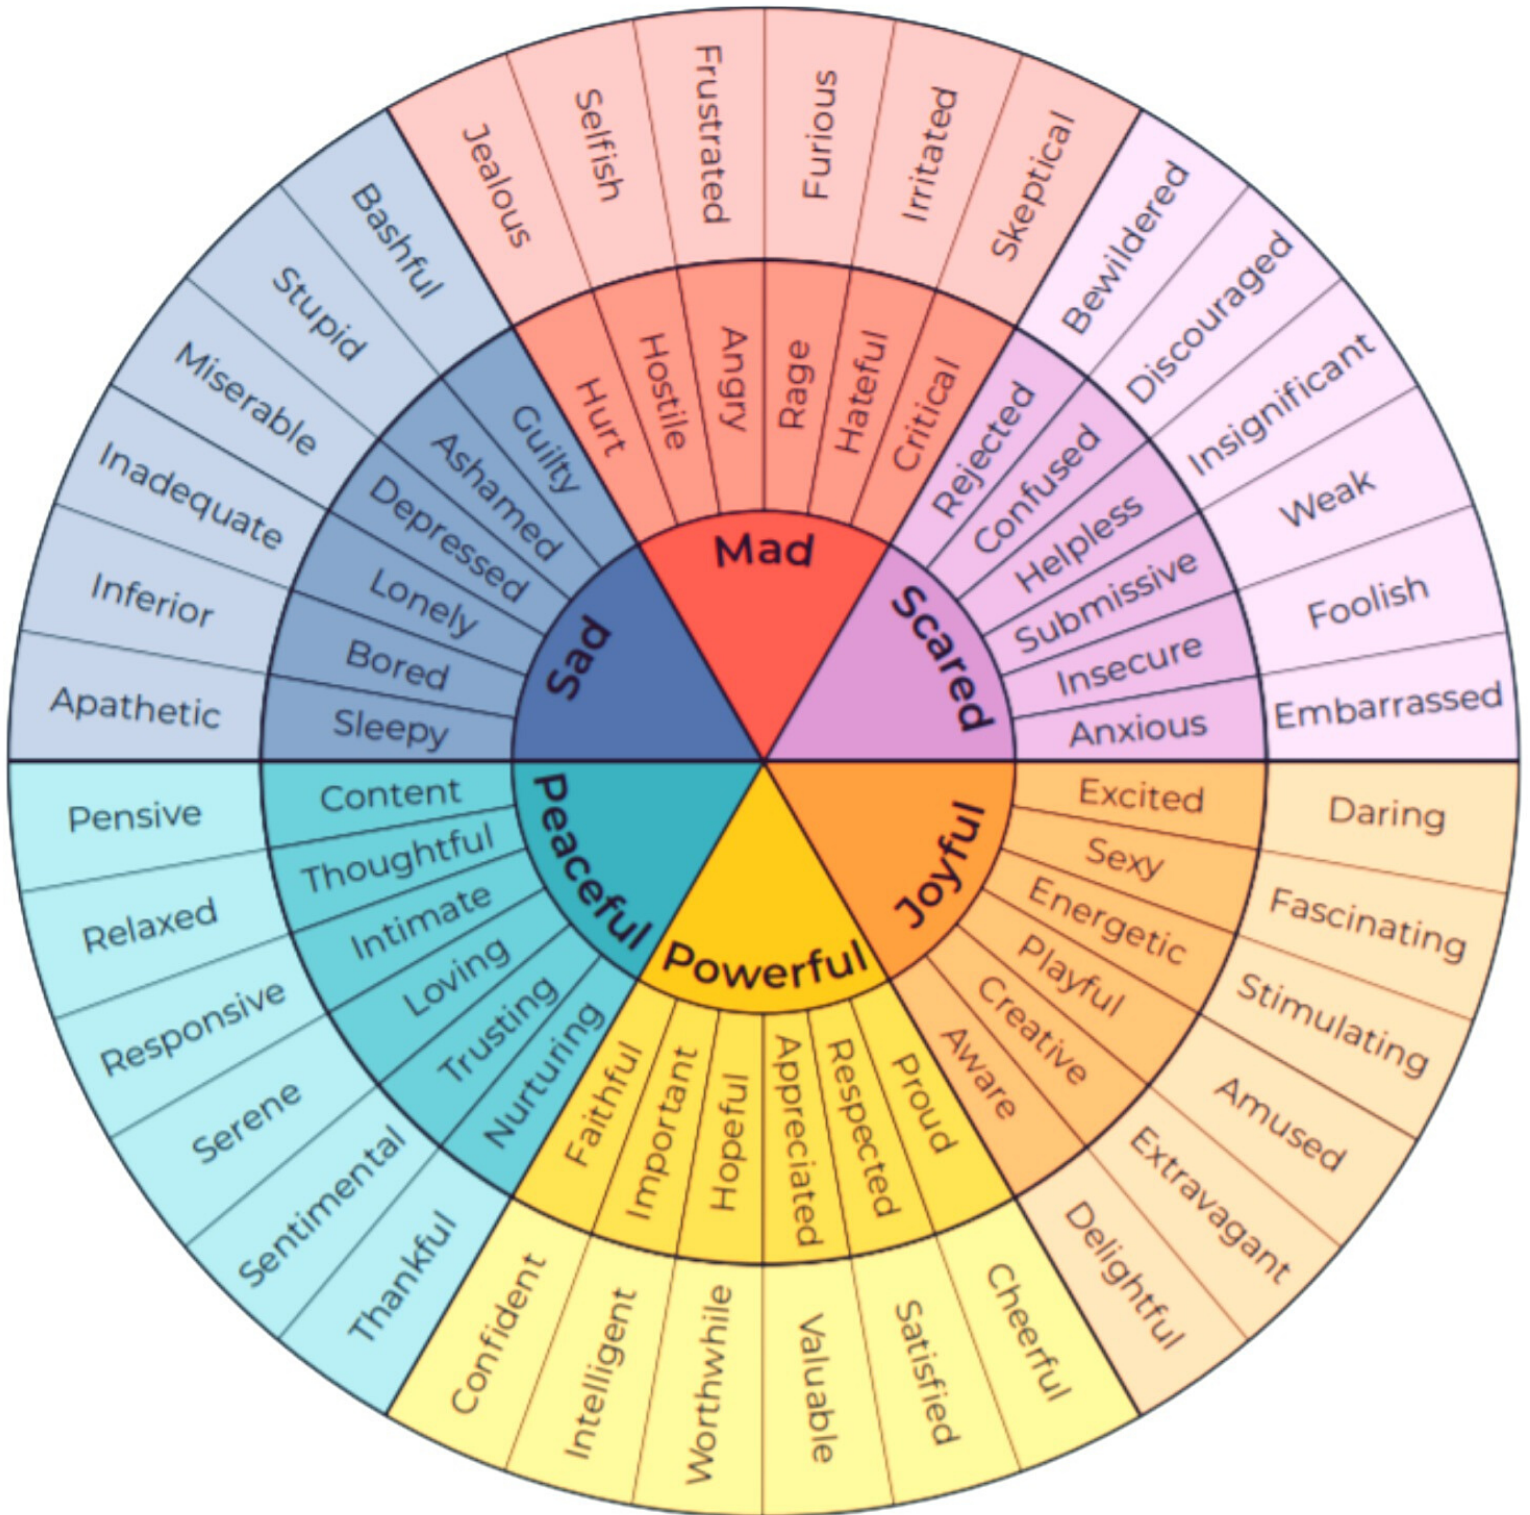 Mad
Scared
Joyful
Powerful
Peaceful
Sad
Hurt
Hostile
Angry
Rage
Hateful
Critical
Rejected
Confused
Helpless
Submissive
Insecure
Anxious
Excited
Sexy
Energetic
Playful
Creative
Aware
Proud
Respected
Appreciated
Hopeful
Important
Faithful
Nurturing
Trusting
Loving
Intimate
Thoughtful
Content
Sleepy
Bored
Lonely
Depressed
Ashamed
Guilty
Jealous
Selfish
Frustrated
Furious
Irritated
Skeptical
Bewildered
Discouraged
Insignificant
Weak
Foolish
Embarrassed
Daring
Fascinating
Stimulating
Amused
Extravagant
Delightful
Cheerful
Satisfied
Valuable
Worthwhile
Intelligent
Confident
Thankful
Sentimental
Serene
Responsive
Relaxed
Pensive
Apathetic
Inferior
Inadequate
Miserable
Stupid
Bashful